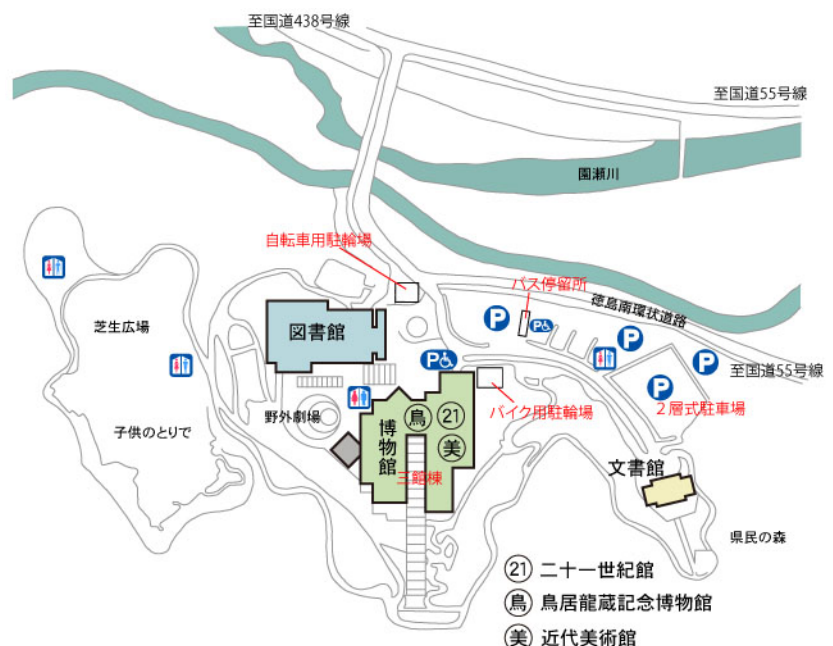 至国道438号線
至国道55号線
園瀬川
自転車用駐輪場
バス停留所
徳島南環状道路
芝生広場
図書館
P
P
P
P
P
P
至国道55号線
2層式駐車場
バイク用駐輪場
野外劇場
鳥
21
美
博物館
三館棟
子供のとりで
文書館
県民の森
21 二十一世紀館
鳥 鳥居龍蔵記念博物館
美 近代美術館